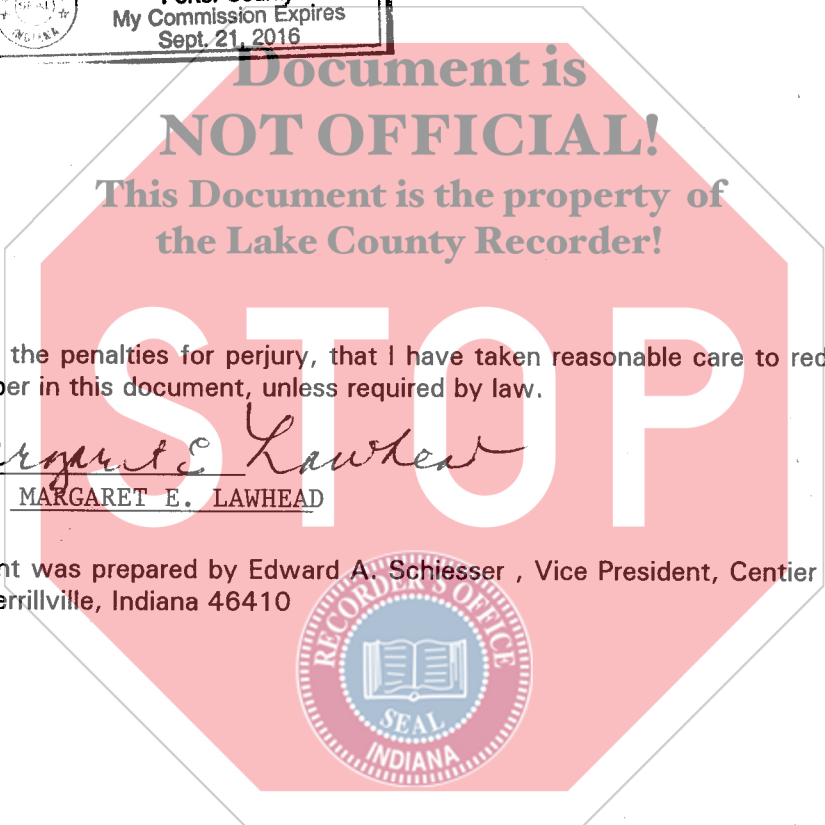 SEAL
INDIANA
My Commission Expires
Sept. 21, 2016
Document is
NOT OFFICIAL!
This Document is the property of
the Lake County Recorder!
STOP
the penalties for perjury, that I have taken reasonable care to red
er in this document, unless required by law.
Margaret E Lawhead
MARGARET E. LAWHEAD
nt was prepared by Edward A. Schiesser , Vice President, Centier
errillville, Indiana 46410
RECORDER'S OFFICE
SEAL
INDIANA